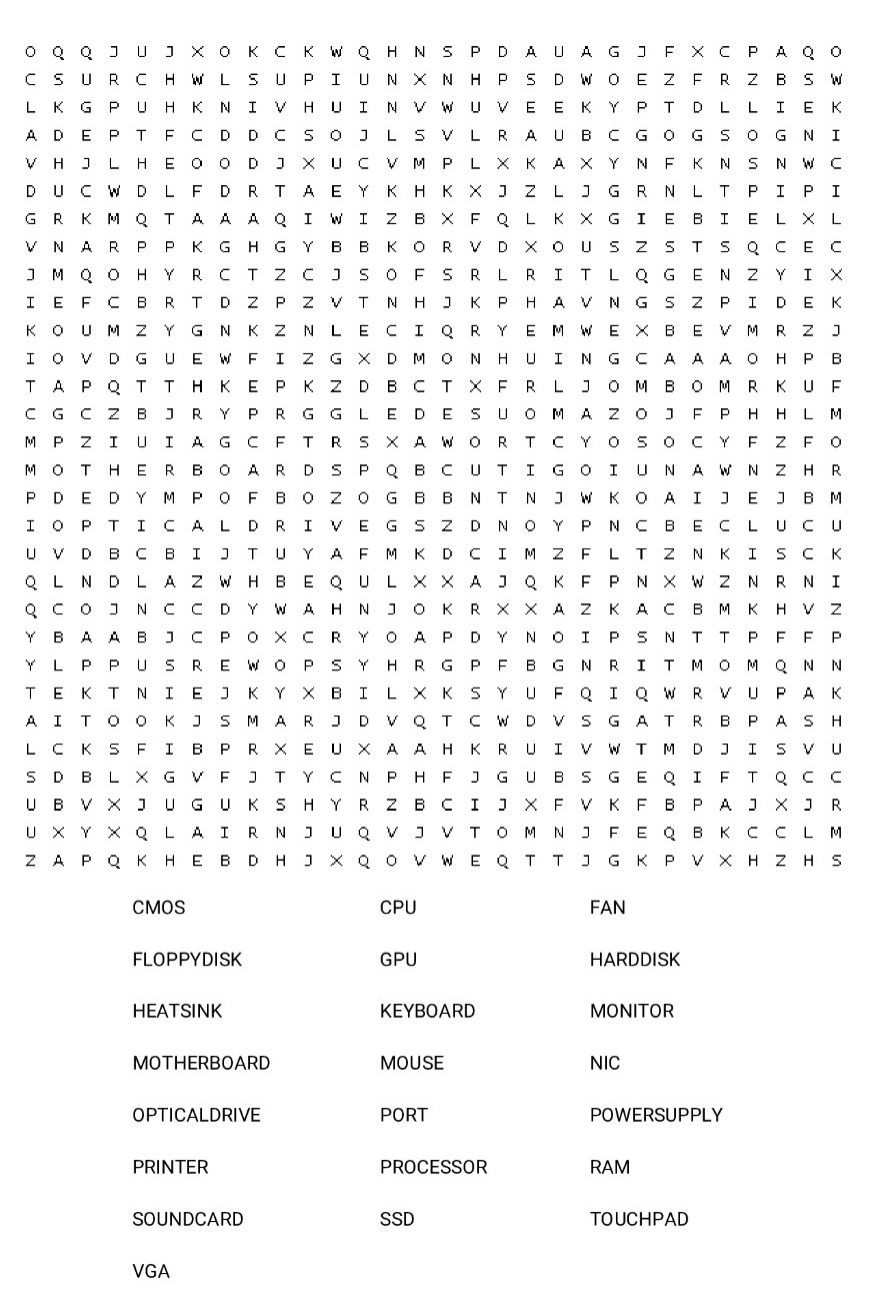 O Q Q J U J X O K C K W Q H N S P D A U A G J F X C P A Q O
C S U R C H W L S U P I U N X N H P S D W O E Z F R Z B S W
L K G P U H K N I V H U I N V W U V E E K Y P T D L L I E K
A D E P T F C D D C S O J L S V L R A U B C G O G S O G N I
V H J L H E O O D J X U C V M P L X K A X Y N F K N S N W C
D U C W D L F D R T A E Y K H K X J Z L J G R N L T P I P I
G R K M Q T A A A Q I W I Z B X F Q L K X G I E B I E L X L
V N A R P P K G H G Y B B K O R V D X O U S Z S T S Q C E C
J M Q O H Y R C T Z C J S O F S R L R I T L Q G E N Z Y I X
I E F C B R T D Z P Z V T N H J K P H A V N G S Z P I D E K
K O U M Z Y G N K Z N L E C I Q R Y E M W E X B E V M R Z J
I O V D G U E W F I Z G X D M O N H U I N G C A A A O H P B
T A P Q T T H K E P K Z D B C T X F R L J O M B O M R K U F
C G C Z B J R Y P R G G L E D E S U O M A Z O J F P H H L M
M P Z I U I A G C F T R S X A W O R T C Y O S O C Y F Z F O
M O T H E R B O A R D S P Q B C U T I G O I U N A W N Z H R
P D E D Y M P O F B O Z O G B B N T N J W K O A I J E J B M
I O P T I C A L D R I V E G S Z D N O Y P N C B E C L U C U
U V D B C B I J T U Y A F M K D C I M Z F L T Z N K I S C K
Q L N D L A Z W H B E Q U L X X A J Q K F P N X W Z N R N I
Q C O J N C C D Y W A H N J O K R X X A Z K A C B M K H V Z
Y B A A B J C P O X C R Y O A P D Y N O I P S N T T P F F P
Y L P P U S R E W O P S Y H R G P F B G N R I T M O M Q N N
T E K T N I E J K Y X B I L X K S Y U F Q I Q W R V U P A K
A I T O O K J S M A R J D V Q T C W D V S G A T R B P A S H
L C K S F I B P R X E U X A A H K R U I V W T M D J I S V U
S D B L X G V F J T Y C N P H F J G U B S G E Q I F T Q C C
U B V X J U G U K S H Y R Z B C I J X F V K F B P A J X J R
U X Y X Q L A I R N J U Q V J V T O M N J F E Q B K C C L M
Z A P Q K H E B D H J X Q O V W E Q T T J G K P V X H Z H S
CMOS CPU FAN
FLOPPYDISK GPU HARDDISK
HEATSINK KEYBOARD MONITOR
MOTHERBOARD MOUSE NIC
OPTICALDRIVE PORT POWERSUPPLY
PRINTER PROCESSOR RAM
SOUNDCARD SSD TOUCHPAD
VGA